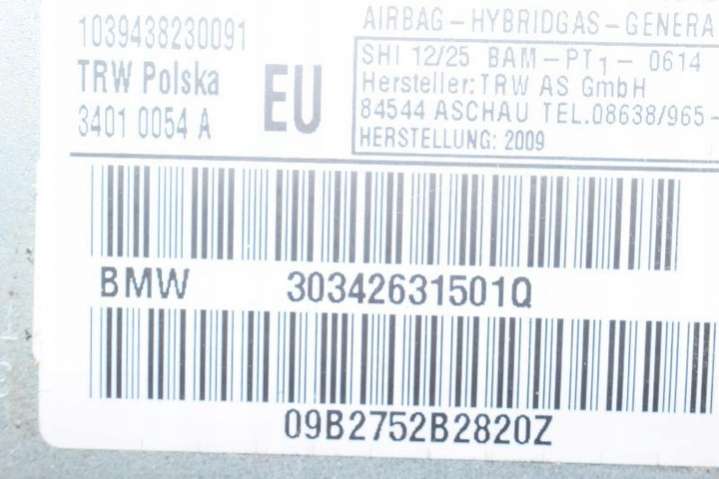 1039438230091
TRW Polska
3401 0054 A
EU
AIRBAG-HYBRIDGAS-GENERA
SHI 12/25 BAM-PT1- 0614
Hersteller: TRW AS GmbH
84544 ASCHAU TEL.08638/965-
HERSTELLUNG: 2009
BMW 30342631501Q
09B2752B2820Z